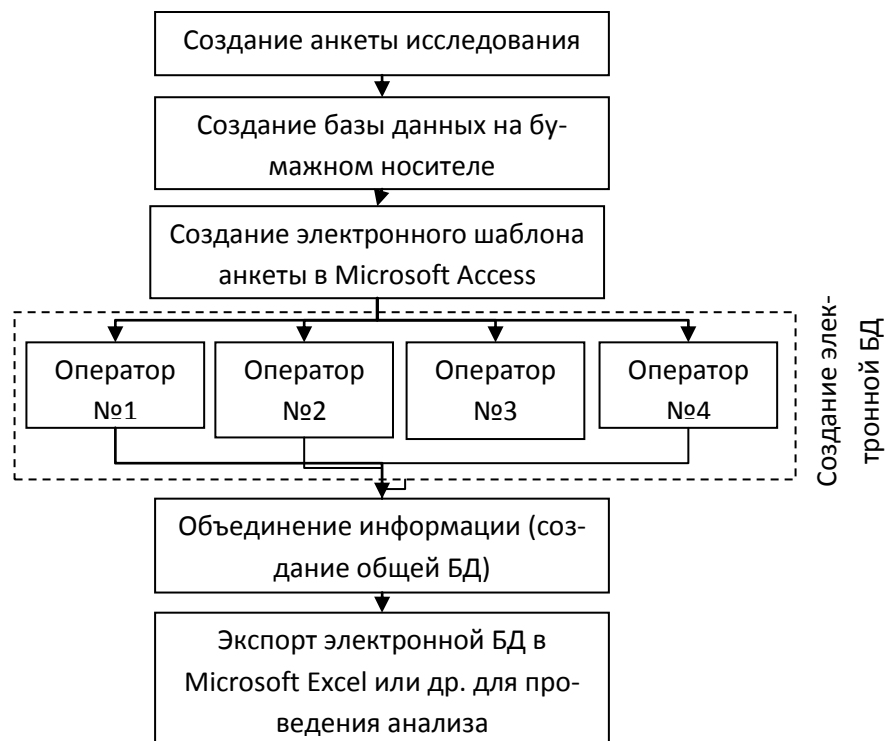 Создание анкеты исследования
Создание базы данных на бу-
мажном носителе
Создание электронного шаблона
анкеты в Microsoft Access
Оператор
№1
Оператор
№2
Оператор
№3
Оператор
№4
Создание элек-
тронной БД
Объединение информации (соз-
дание общей БД)
Экспорт электронной БД в
Microsoft Excel или др. для про-
ведения анализа